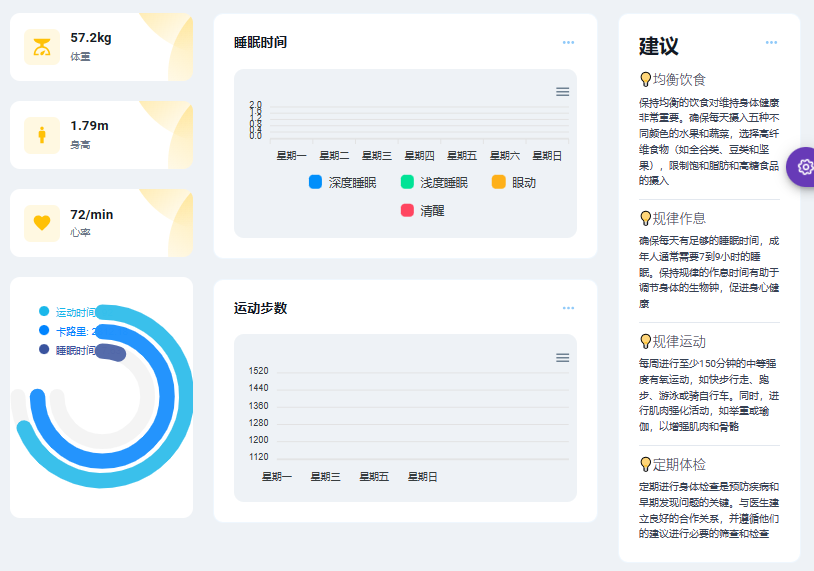 57.2kg
体重
1.79m
身高
72/min
心率
运动时间
卡路里: 2
睡眠时间
睡眠时间
2.0
1.6
1.2
0.8
0.4
0.0
星期一 星期二 星期三 星期四 星期五 星期六 星期日
深度睡眠 浅度睡眠 眼动
清醒
运动步数
1520
1440
1360
1280
1200
1120
星期一 星期三 星期五 星期日
建议
均衡饮食
保持均衡的饮食对维持身体健康
非常重要。确保每天摄入五种不
同颜色的水果和蔬菜，选择高纤
维食物（如全谷类、豆类和坚
果），限制饱和脂肪和高糖食品
的摄入
规律作息
确保每天有足够的睡眠时间，成
年人通常需要7到9小时的睡
眠。保持规律的作息时间有助于
调节身体的生物钟，促进身心健
康
规律运动
每周进行至少150分钟的中等强
度有氧运动，如快步行走、跑
步、游泳或骑自行车。同时，进
行肌肉强化活动，如举重或瑜
伽，以增强肌肉和骨骼
定期体检
定期进行身体检查是预防疾病和
早期发现问题的关键。与医生建
立良好的合作关系，并遵循他们
的建议进行必要的筛查和检查